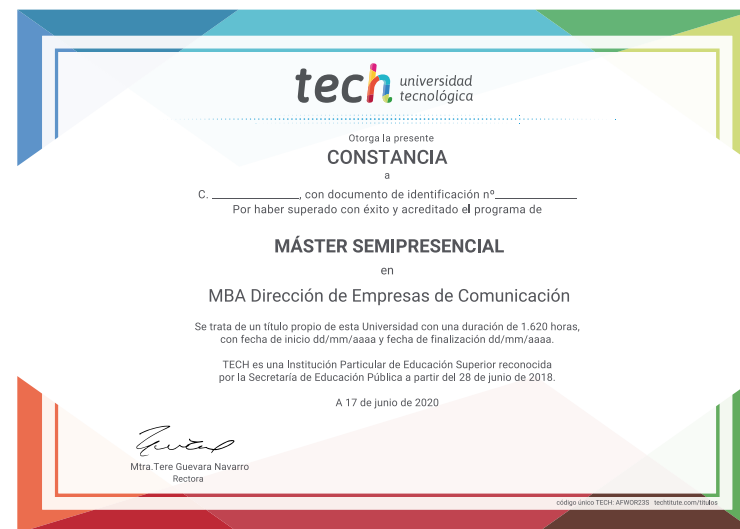 tech universidad
tecnológica
Otorga la presente
CONSTANCIA
a
C. ______________, con documento de identificación nº_____________
Por haber superado con éxito y acreditado el programa de
MÁSTER SEMIPRESENCIAL
en
MBA Dirección de Empresas de Comunicación
Se trata de un título propio de esta Universidad con una duración de 1.620 horas,
con fecha de inicio dd/mm/aaaa y fecha de finalización dd/mm/aaaa.
TECH es una Institución Particular de Educación Superior reconocida
por la Secretaría de Educación Pública a partir del 28 de junio de 2018.
A 17 de junio de 2020
Mtra.Tere Guevara Navarro
Rectora
código único TECH: AFWOR23S techtitute.com/titulos